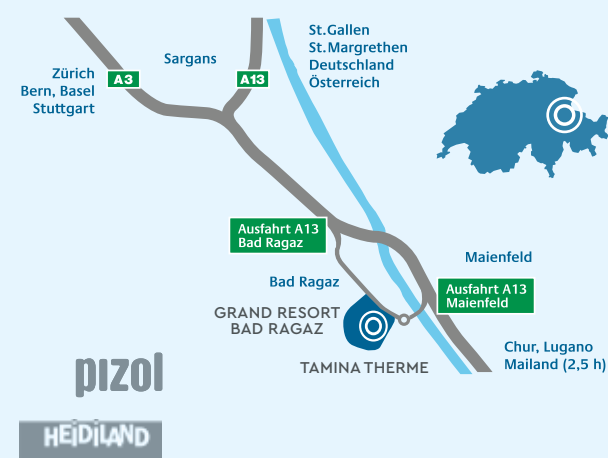 St.Gallen
St.Margrethen
Deutschland
Österreich
Sargans
Zürich
Bern, Basel
Stuttgart
A3
A13
Ausfahrt A13
Bad Ragaz
Maienfeld
Bad Ragaz
Ausfahrt A13
Maienfeld
GRAND RESORT
BAD RAGAZ
TAMINA THERME
Chur, Lugano
Mailand (2,5 h)
pizol
HEIDILAND